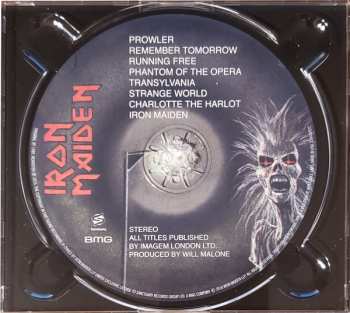 PROWLER
REMEMBER TOMORROW
RUNNING FREE
PHANTOM OF THE OPERA
TRANSYLVANIA
STRANGE WORLD
CHARLOTTE THE HARLOT
IRON MAIDEN
IRON
MAIDEN
BMG
STEREO
ALL TITLES PUBLISHED
BY IMAGEM LONDON LTD.
PRODUCED BY WILL MALONE